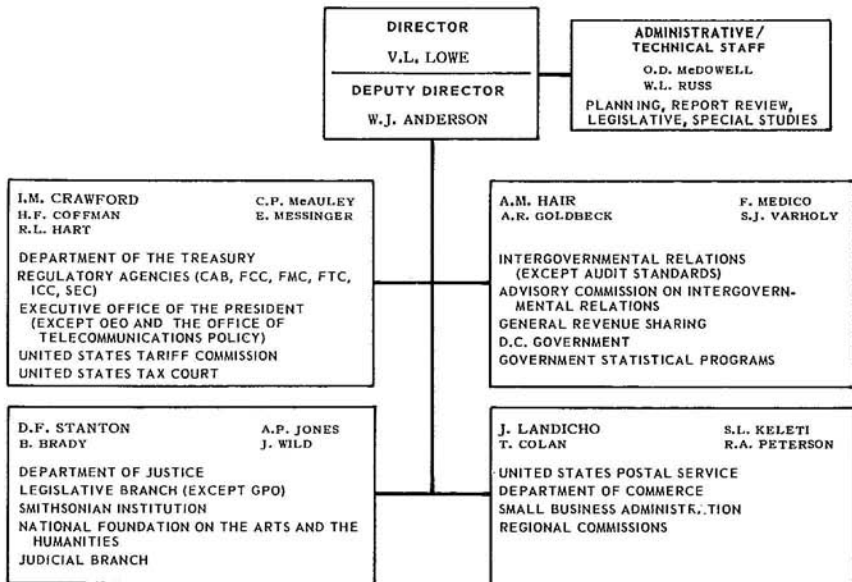 DIRECTOR
V.L. LOWE
DEPUTY DIRECTOR
W.J. ANDERSON
ADMINISTRATIVE/
TECHNICAL STAFF
O.D. McDOWELL
W.L. RUSS
PLANNING, REPORT REVIEW,
LEGISLATIVE, SPECIAL STUDIES
I.M. CRAWFORD C.P. McAULEY
H.F. COFFMAN E. MESSINGER
R.L. HART
DEPARTMENT OF THE TREASURY
REGULATORY AGENCIES (CAB, FCC, FMC, FTC,
ICC, SEC)
EXECUTIVE OFFICE OF THE PRESIDENT
(EXCEPT OEO AND THE OFFICE OF
TELECOMMUNICATIONS POLICY)
UNITED STATES TARIFF COMMISSION
UNITED STATES TAX COURT
A.M. HAIR F. MEDICO
A.R. GOLDBECK S.J. VARHOLY
INTERGOVERNMENTAL RELATIONS
(EXCEPT AUDIT STANDARDS)
ADVISORY COMMISSION ON INTERGOVERN-
MENTAL RELATIONS
GENERAL REVENUE SHARING
D.C. GOVERNMENT
GOVERNMENT STATISTICAL PROGRAMS
D.F. STANTON A.P. JONES
B. BRADY J. WILD
DEPARTMENT OF JUSTICE
LEGISLATIVE BRANCH (EXCEPT GPO)
SMITHSONIAN INSTITUTION
NATIONAL FOUNDATION ON THE ARTS AND THE
HUMANITIES
JUDICIAL BRANCH
J. LANDICHO S.L. KELETI
T. COLAN R.A. PETERSON
UNITED STATES POSTAL SERVICE
DEPARTMENT OF COMMERCE
SMALL BUSINESS ADMINISTRATION
REGIONAL COMMISSIONS